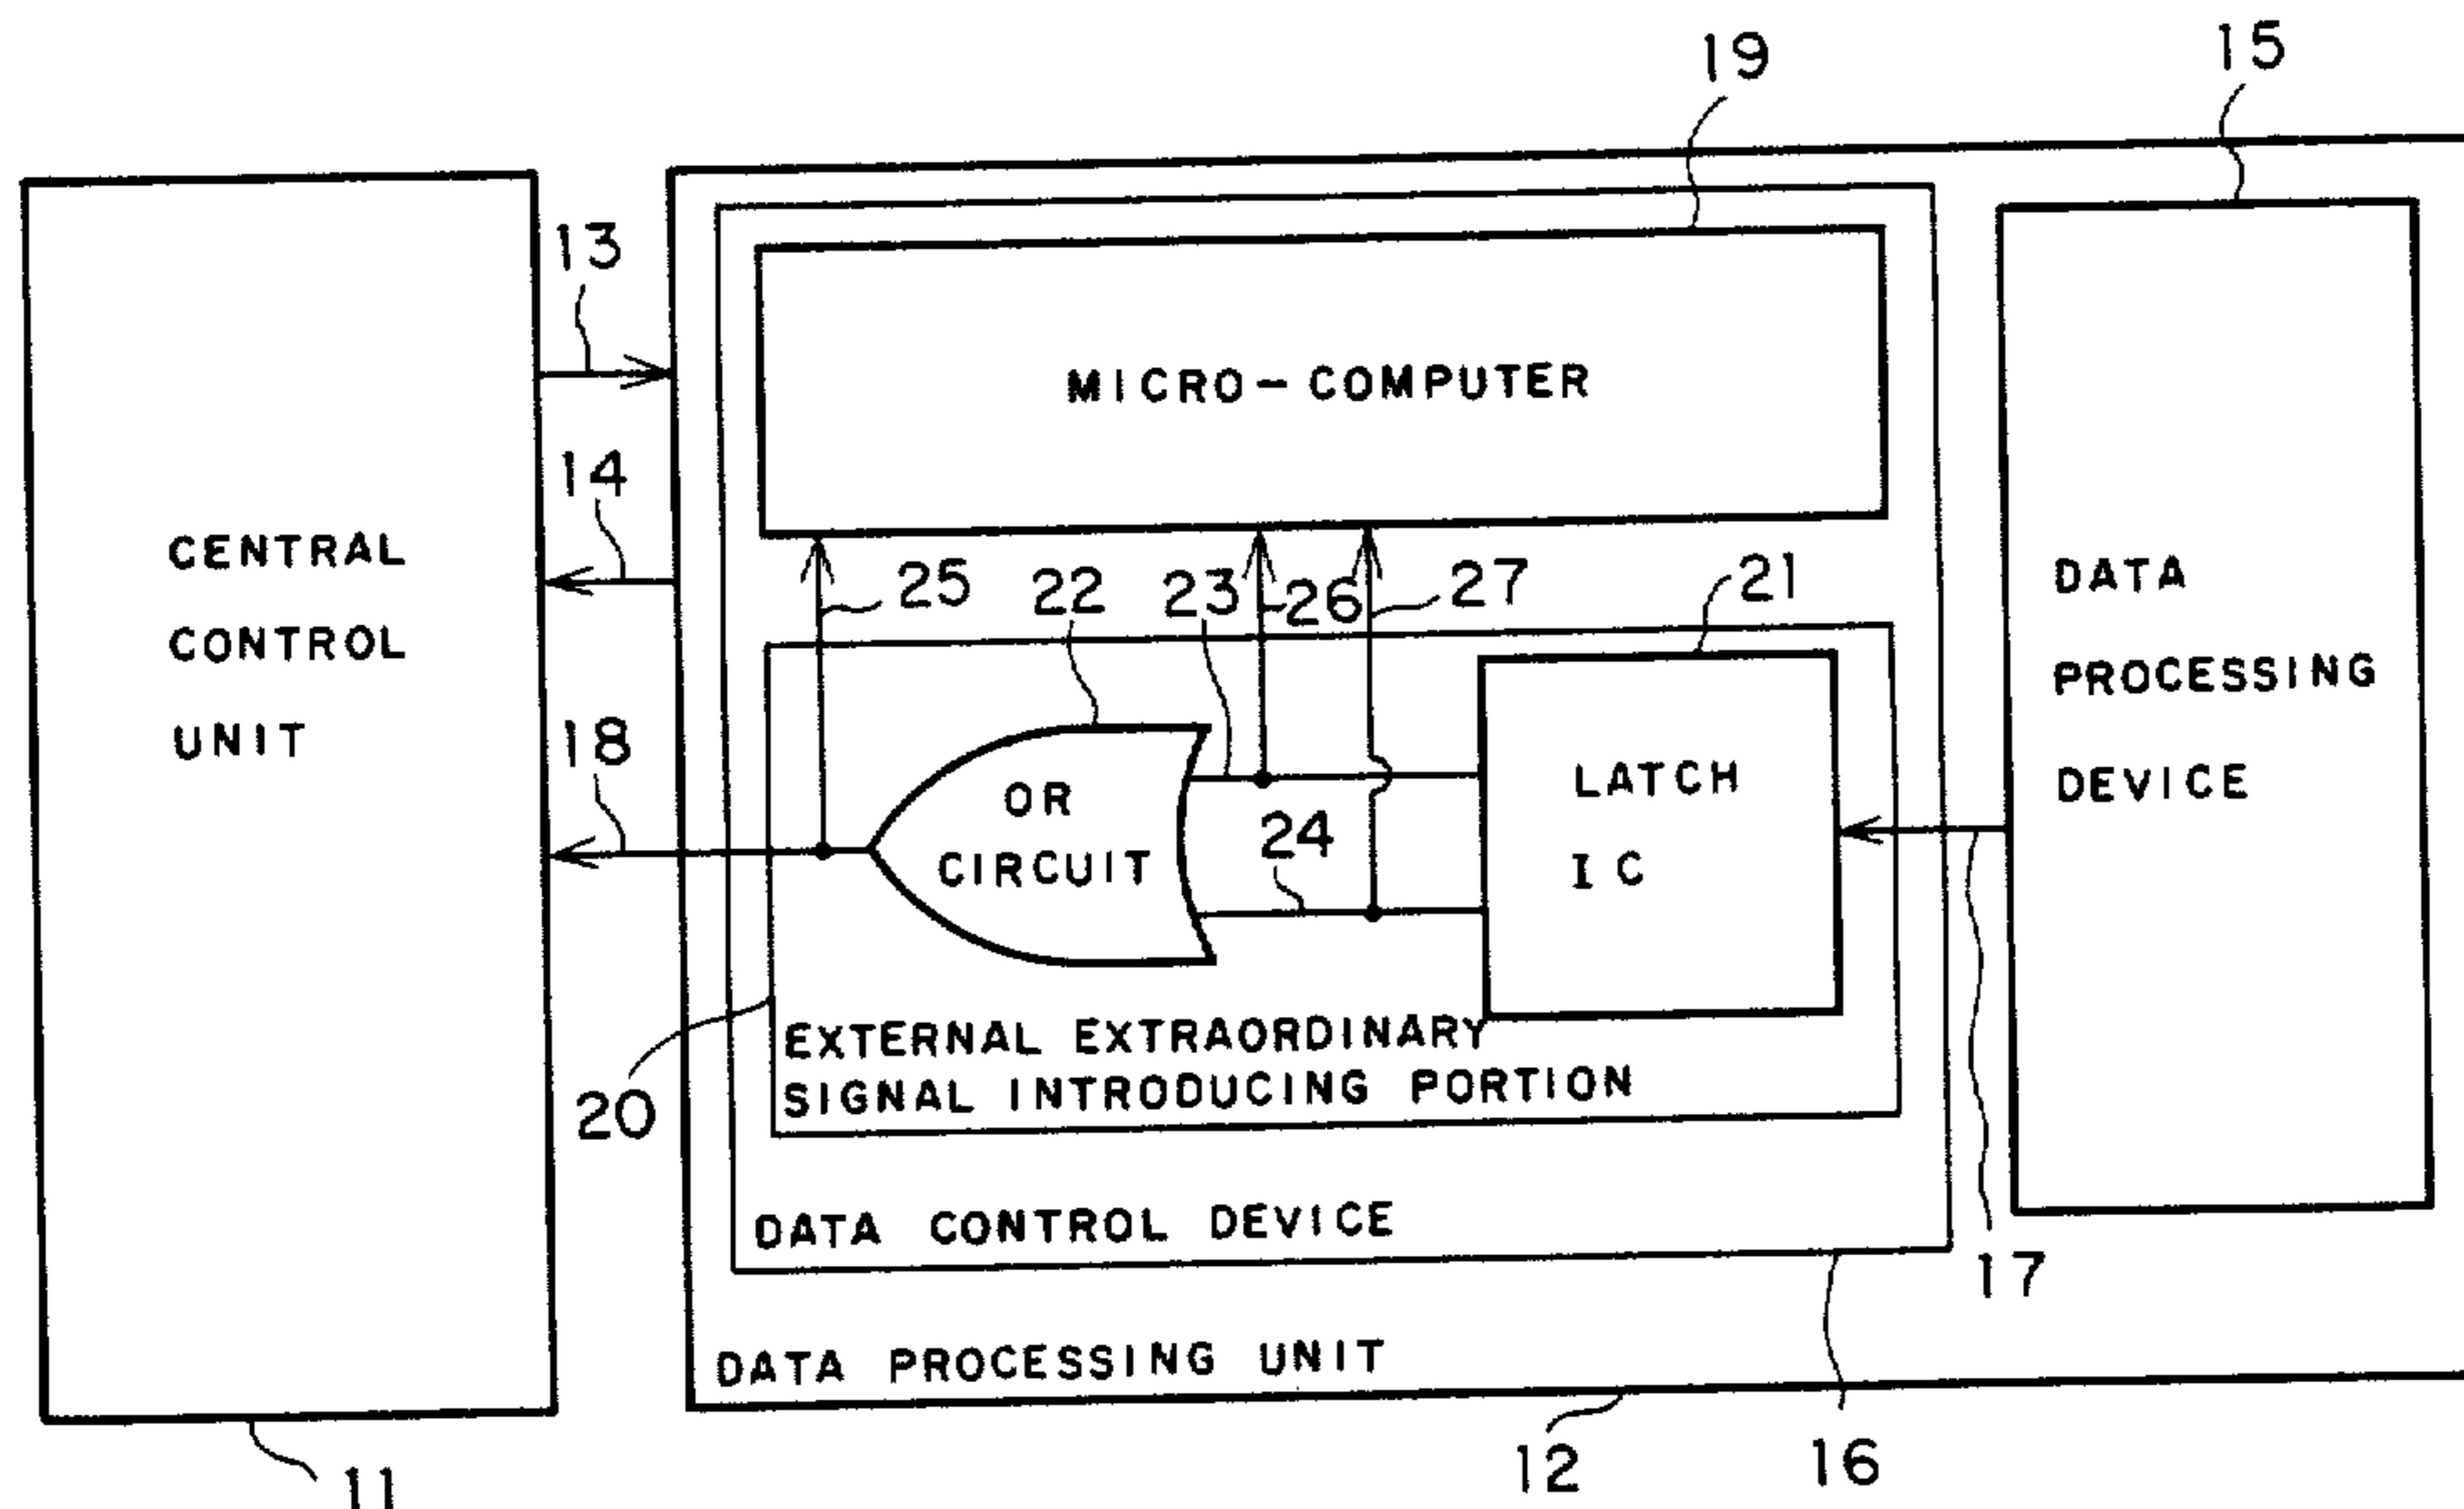 19
15
13
MICRO-COMPUTER
14
CENTRAL
CONTROL
UNIT
25
22
23
26
27
21
DATA
PROCESSING
DEVICE
18
OR
CIRCUIT
24
LATCH
IC
20
EXTERNAL EXTRAORDINARY
SIGNAL INTRODUCING PORTION
DATA CONTROL DEVICE
17
DATA PROCESSING UNIT
11
12
16